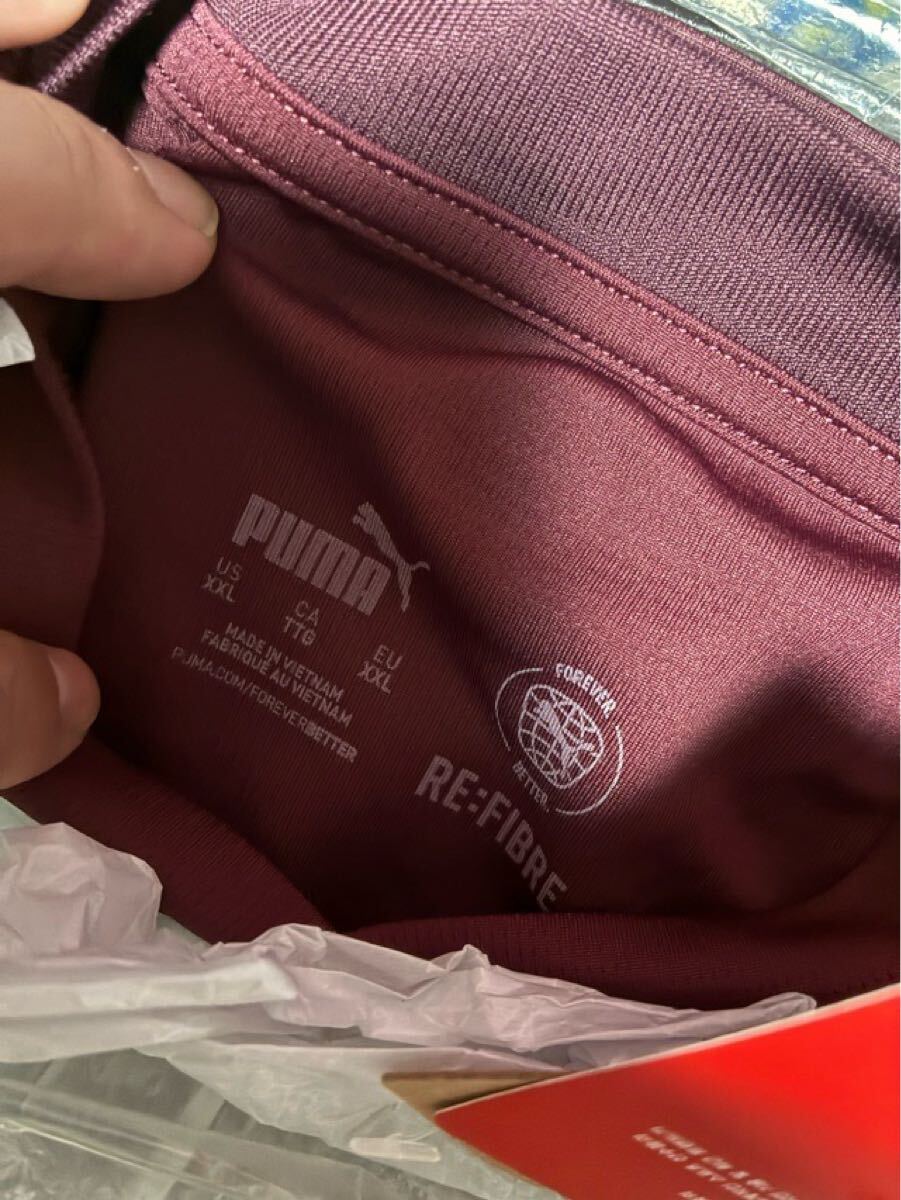 PUMA
US
XXL
CA
TTG
EU
XXL
MADE IN VIETNAM
FABRIQUÉ AU VIETNAM
PUMA.COM/FOREVERBETTER
FOREVER
BETTER.
RE:FIBRE